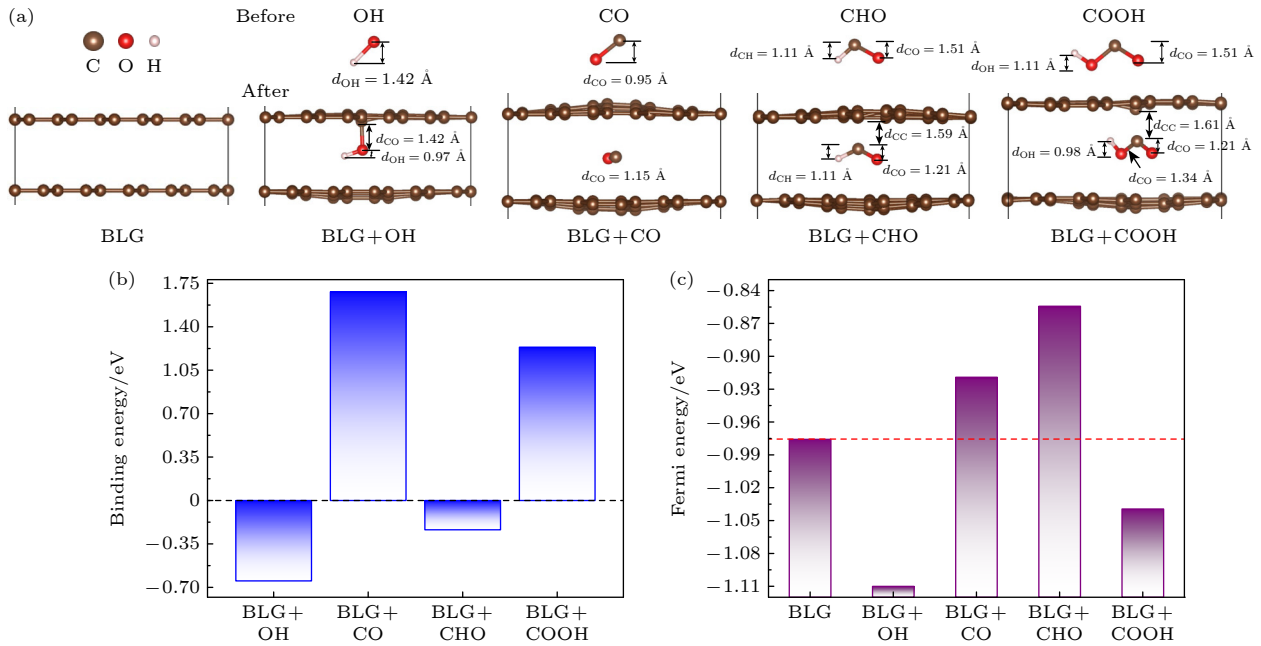 (a)
Before
OH
CO
CHO
COOH
C
O
H
d_OH = 1.42 Å
d_CO = 0.95 Å
d_CH = 1.11 Å
d_CO = 1.51 Å
d_OH = 1.11 Å
d_CO = 1.51 Å
After
d_CO = 1.42 Å
d_OH = 0.97 Å
d_CO = 1.15 Å
d_CC = 1.59 Å
d_CH = 1.11 Å
d_CO = 1.21 Å
d_CC = 1.61 Å
d_OH = 0.98 Å
d_CO = 1.21 Å
d_CO = 1.34 Å
BLG
BLG+OH
BLG+CO
BLG+CHO
BLG+COOH
(b)
Binding energy/eV
1.75
1.40
1.05
0.70
0.35
0
−0.35
−0.70
BLG+
OH
BLG+
CO
BLG+
CHO
BLG+
COOH
(c)
Fermi energy/eV
−0.84
−0.87
−0.90
−0.93
−0.96
−0.99
−1.02
−1.05
−1.08
−1.11
BLG
BLG+
OH
BLG+
CO
BLG+
CHO
BLG+
COOH